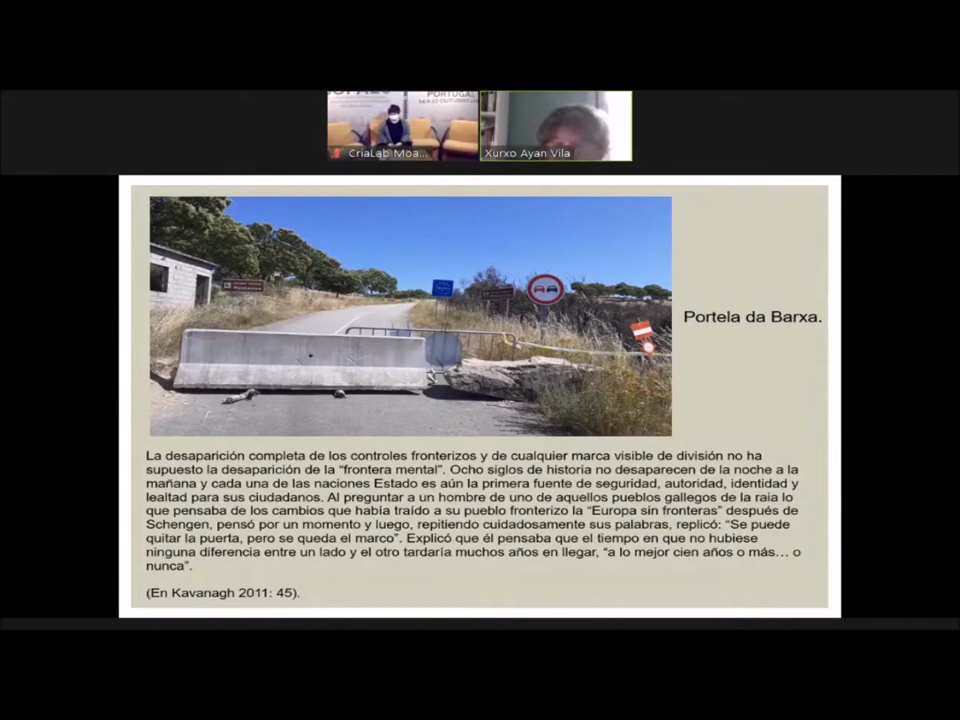 PORTUGAL
CriaLab Moa...
Xurxo Ayan Vila
Portela da Barxa.
La desaparición completa de los controles fronterizos y de cualquier marca visible de división no ha
supuesto la desaparición de la “frontera mental”. Ocho siglos de historia no desaparecen de la noche a la
mañana y cada una de las naciones Estado es aún la primera fuente de seguridad, autoridad, identidad y
lealtad para sus ciudadanos. Al preguntar a un hombre de uno de aquellos pueblos gallegos de la raia lo
que pensaba de los cambios que había traído a su pueblo fronterizo la “Europa sin fronteras” después de
Schengen, pensó por un momento y luego, repitiendo cuidadosamente sus palabras, replicó: “Se puede
quitar la puerta, pero se queda el marco”. Explicó que él pensaba que el tiempo en que no hubiese
ninguna diferencia entre un lado y el otro tardaría muchos años en llegar, “a lo mejor cien años o más… o
nunca”.
(En Kavanagh 2011: 45).